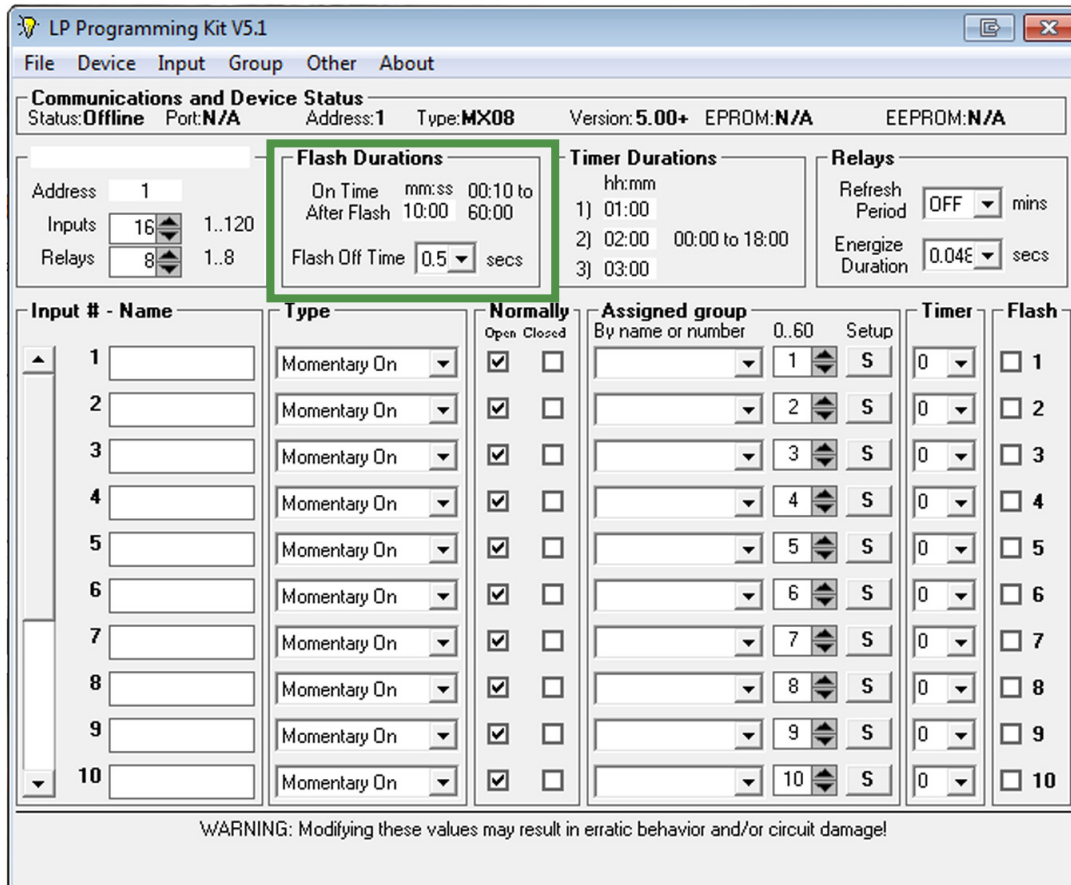 LP Programming Kit V5.1
File Device Input Group Other About
Communications and Device Status
Status:Offline Port:N/A Address:1 Type:MX08 Version:5.00+ EPROM:N/A EEPROM:N/A
Address 1
Inputs 16 1..120
Relays 8 1..8
Flash Durations
On Time mm:ss 00:10 to
After Flash 10:00 60:00
Flash Off Time 0.5 secs
Timer Durations
hh:mm
1) 01:00
2) 02:00 00:00 to 18:00
3) 03:00
Relays
Refresh
Period OFF mins
Energize
Duration 0.048 secs
Input # - Name Type Normally Assigned group Timer Flash
Open Closed By name or number 0..60 Setup
1 Momentary On 1 S 0 1
2 Momentary On 2 S 0 2
3 Momentary On 3 S 0 3
4 Momentary On 4 S 0 4
5 Momentary On 5 S 0 5
6 Momentary On 6 S 0 6
7 Momentary On 7 S 0 7
8 Momentary On 8 S 0 8
9 Momentary On 9 S 0 9
10 Momentary On 10 S 0 10
WARNING: Modifying these values may result in erratic behavior and/or circuit damage!